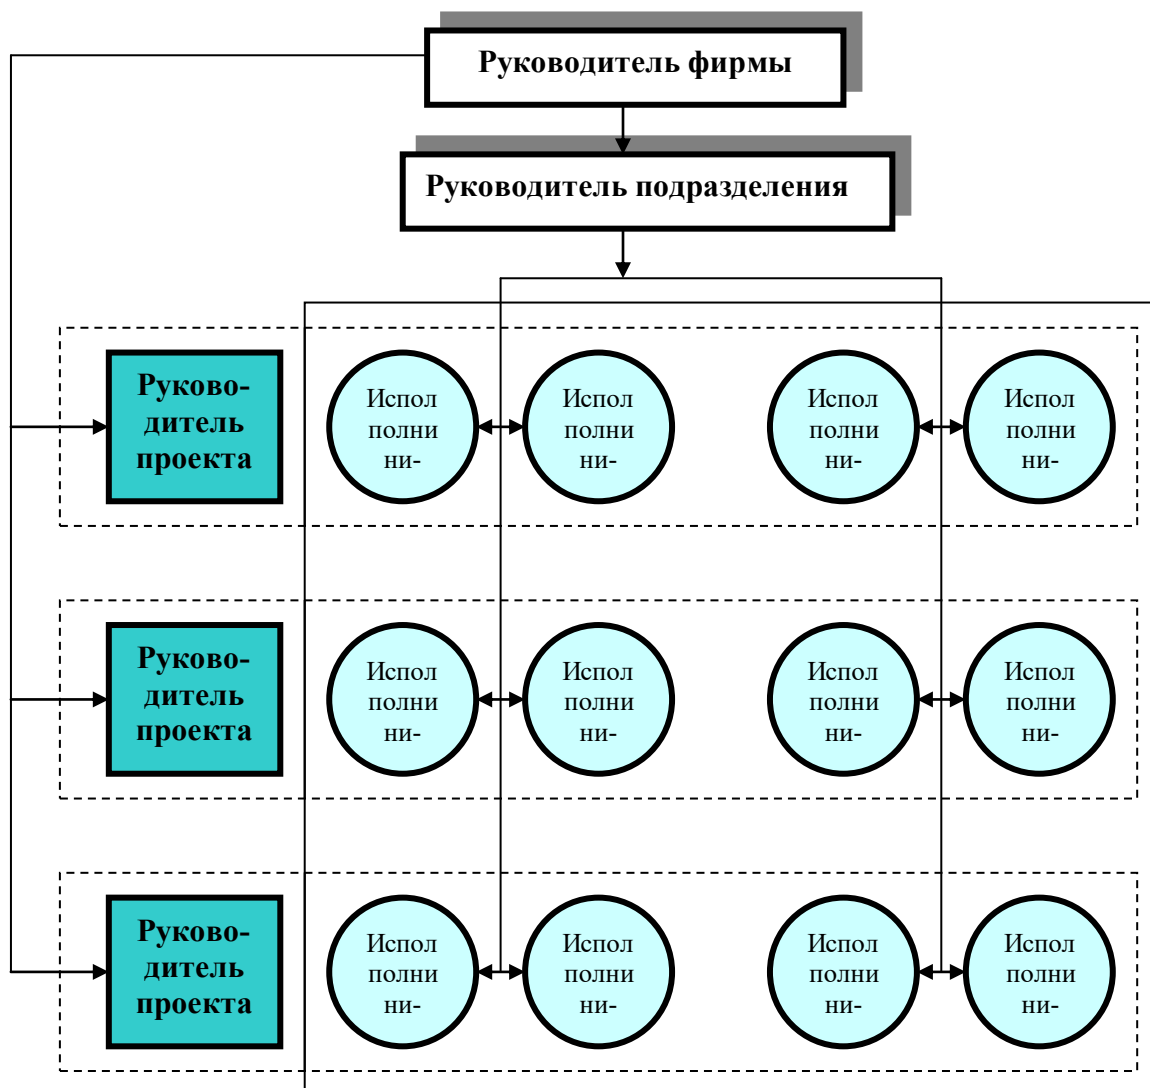 Руководитель фирмы
Руководитель подразделения
Руково-
дитель
проекта
Испол
полни
ни-
Испол
полни
ни-
Испол
полни
ни-
Испол
полни
ни-
Руково-
дитель
проекта
Испол
полни
ни-
Испол
полни
ни-
Испол
полни
ни-
Испол
полни
ни-
Руково-
дитель
проекта
Испол
полни
ни-
Испол
полни
ни-
Испол
полни
ни-
Испол
полни
ни-